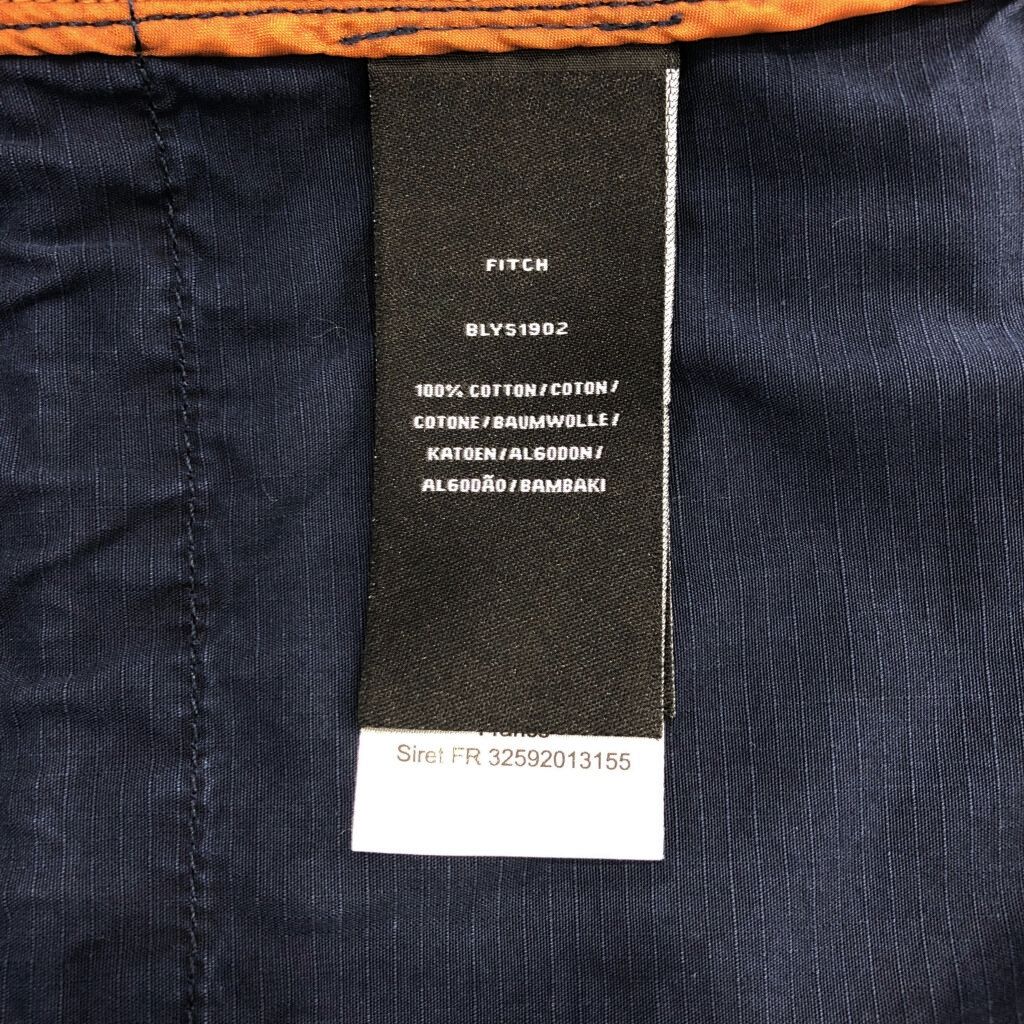 FITCH
BLYS1902
100% COTTON/COTON/
COTONE/BAUMWOLLE/
KATOEN/ALGODON/
ALGODÃO/BAMBAKI
Siret FR 32592013155